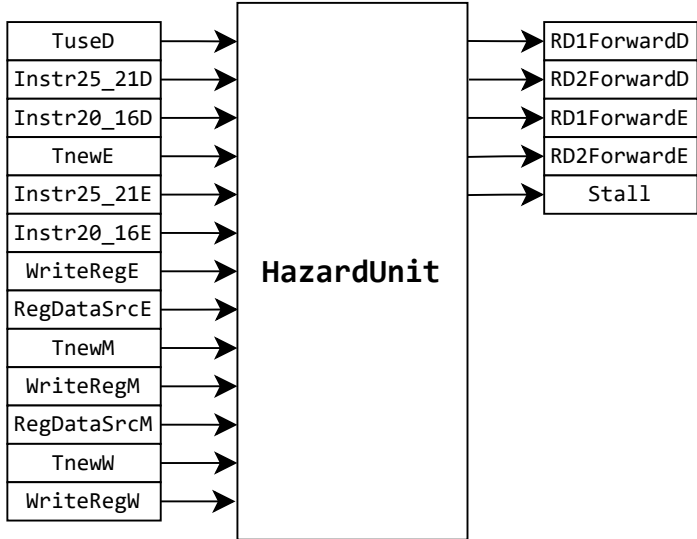 TuseD
Instr25_21D
Instr20_16D
TnewE
Instr25_21E
Instr20_16E
WriteRegE
RegDataSrcE
TnewM
WriteRegM
RegDataSrcM
TnewW
WriteRegW
HazardUnit
RD1ForwardD
RD2ForwardD
RD1ForwardE
RD2ForwardE
Stall